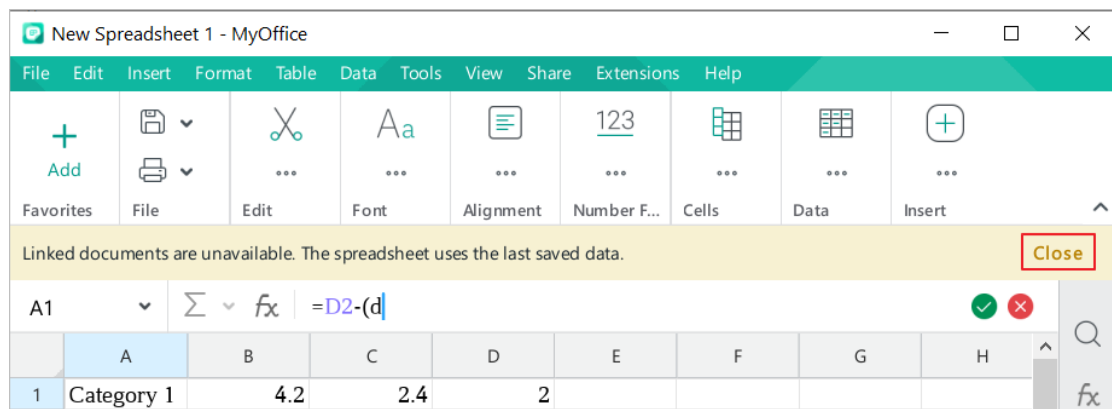 New Spreadsheet 1 - MyOffice
File Edit Insert Format Table Data Tools View Share Extensions Help
Aa 123
Add
Favorites File Edit Font Alignment Number F... Cells Data Insert
Linked documents are unavailable. The spreadsheet uses the last saved data. Close
A1 Σ fx =D2-(d
A B C D E F G H
1 Category 1 4.2 2.4 2 fx